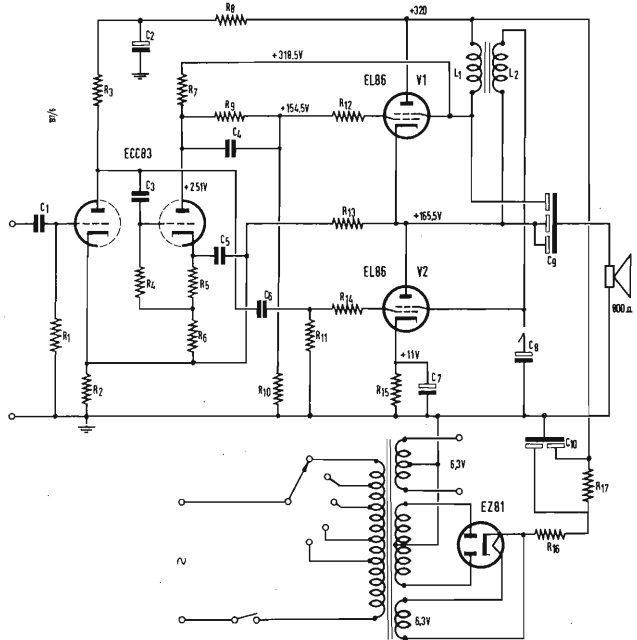 R8
+320
C2
+318,5V
L1
L2
R3
R7
EL86
V1
R9
+154,5V
R12
C4
ECC83
C3
+251V
C1
R13
+165,5V
C5
C9
EL86
V2
R4
R5
C6
R14
800Ω
R1
R6
R11
C8
+11V
R2
R10
R15
C7
C10
6,3V
R17
EZ81
R16
~
6,3V